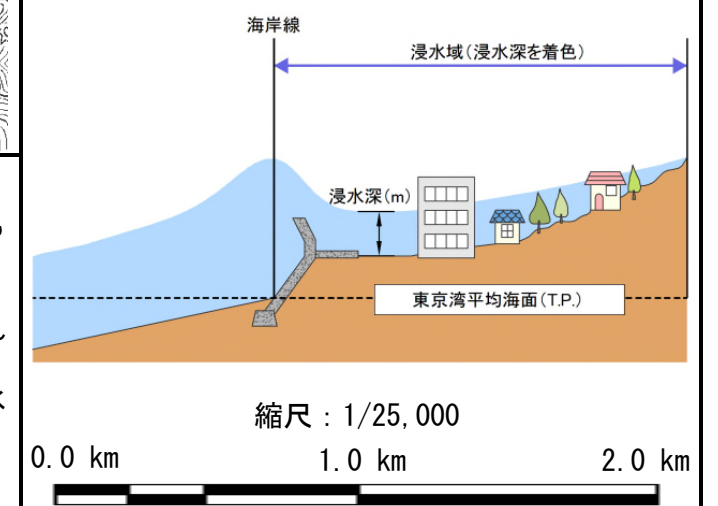 海岸線
浸水域（浸水深を着色）
浸水深（m）
東京湾平均海面（T.P.）
縮尺：1/25,000
0.0 km 1.0 km 2.0 km